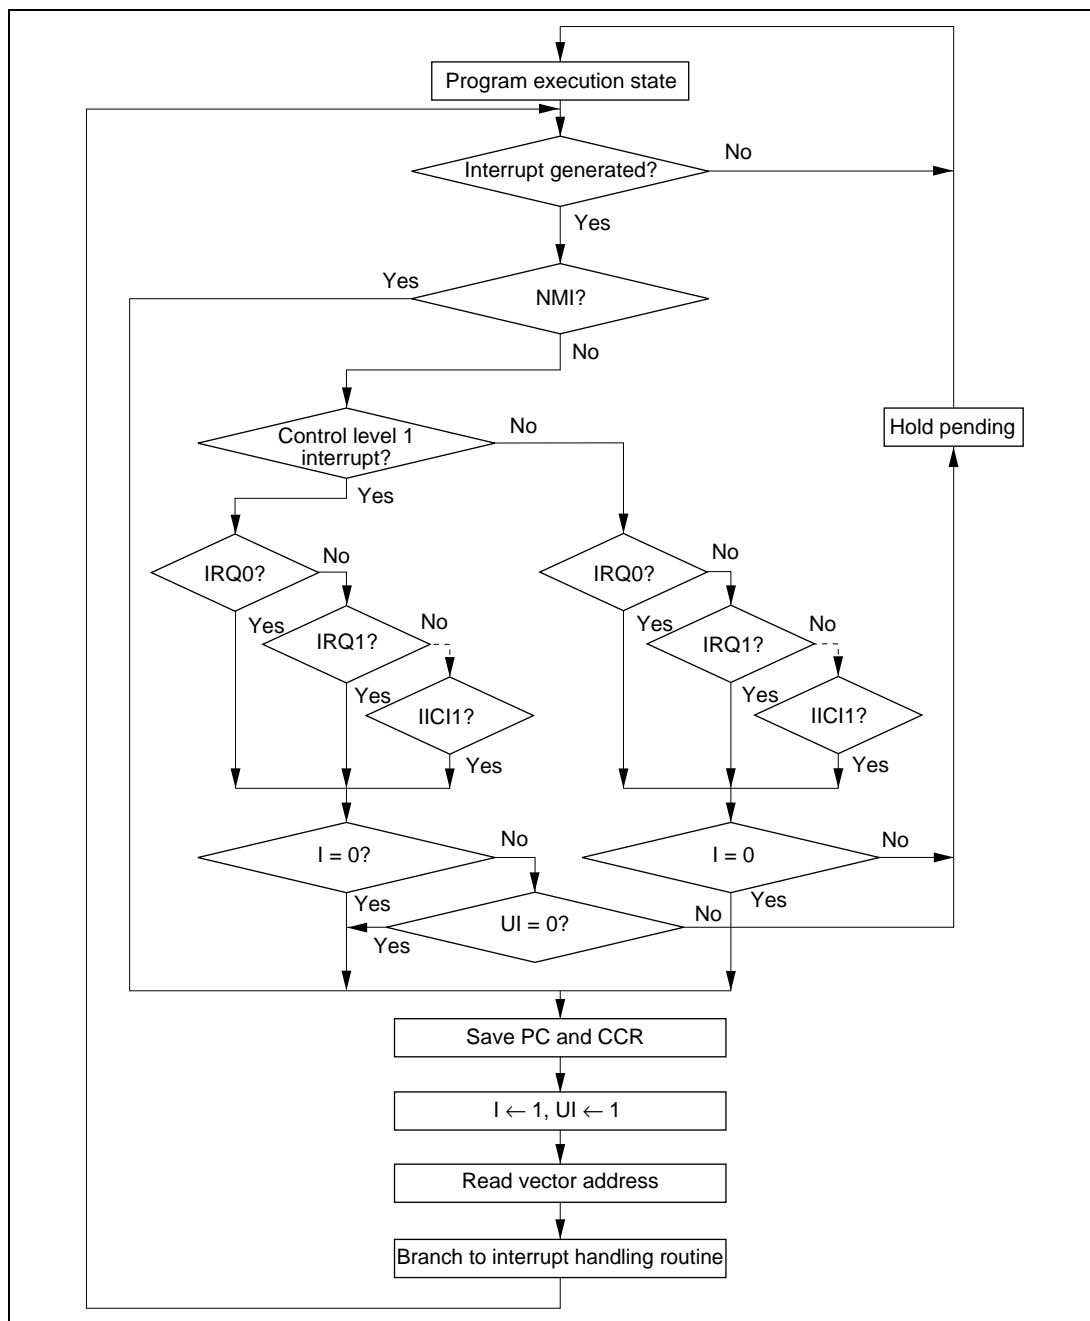 Program execution state
Interrupt generated?
No
Yes
Yes
NMI?
No
Control level 1
interrupt?
No
Hold pending
Yes
IRQ0?
No
IRQ0?
No
Yes
IRQ1?
No
Yes
IRQ1?
No
Yes
IICI1?
Yes
IICI1?
Yes
Yes
I = 0?
No
I = 0
No
Yes
Yes
UI = 0?
No
Yes
Save PC and CCR
I ← 1, UI ← 1
Read vector address
Branch to interrupt handling routine